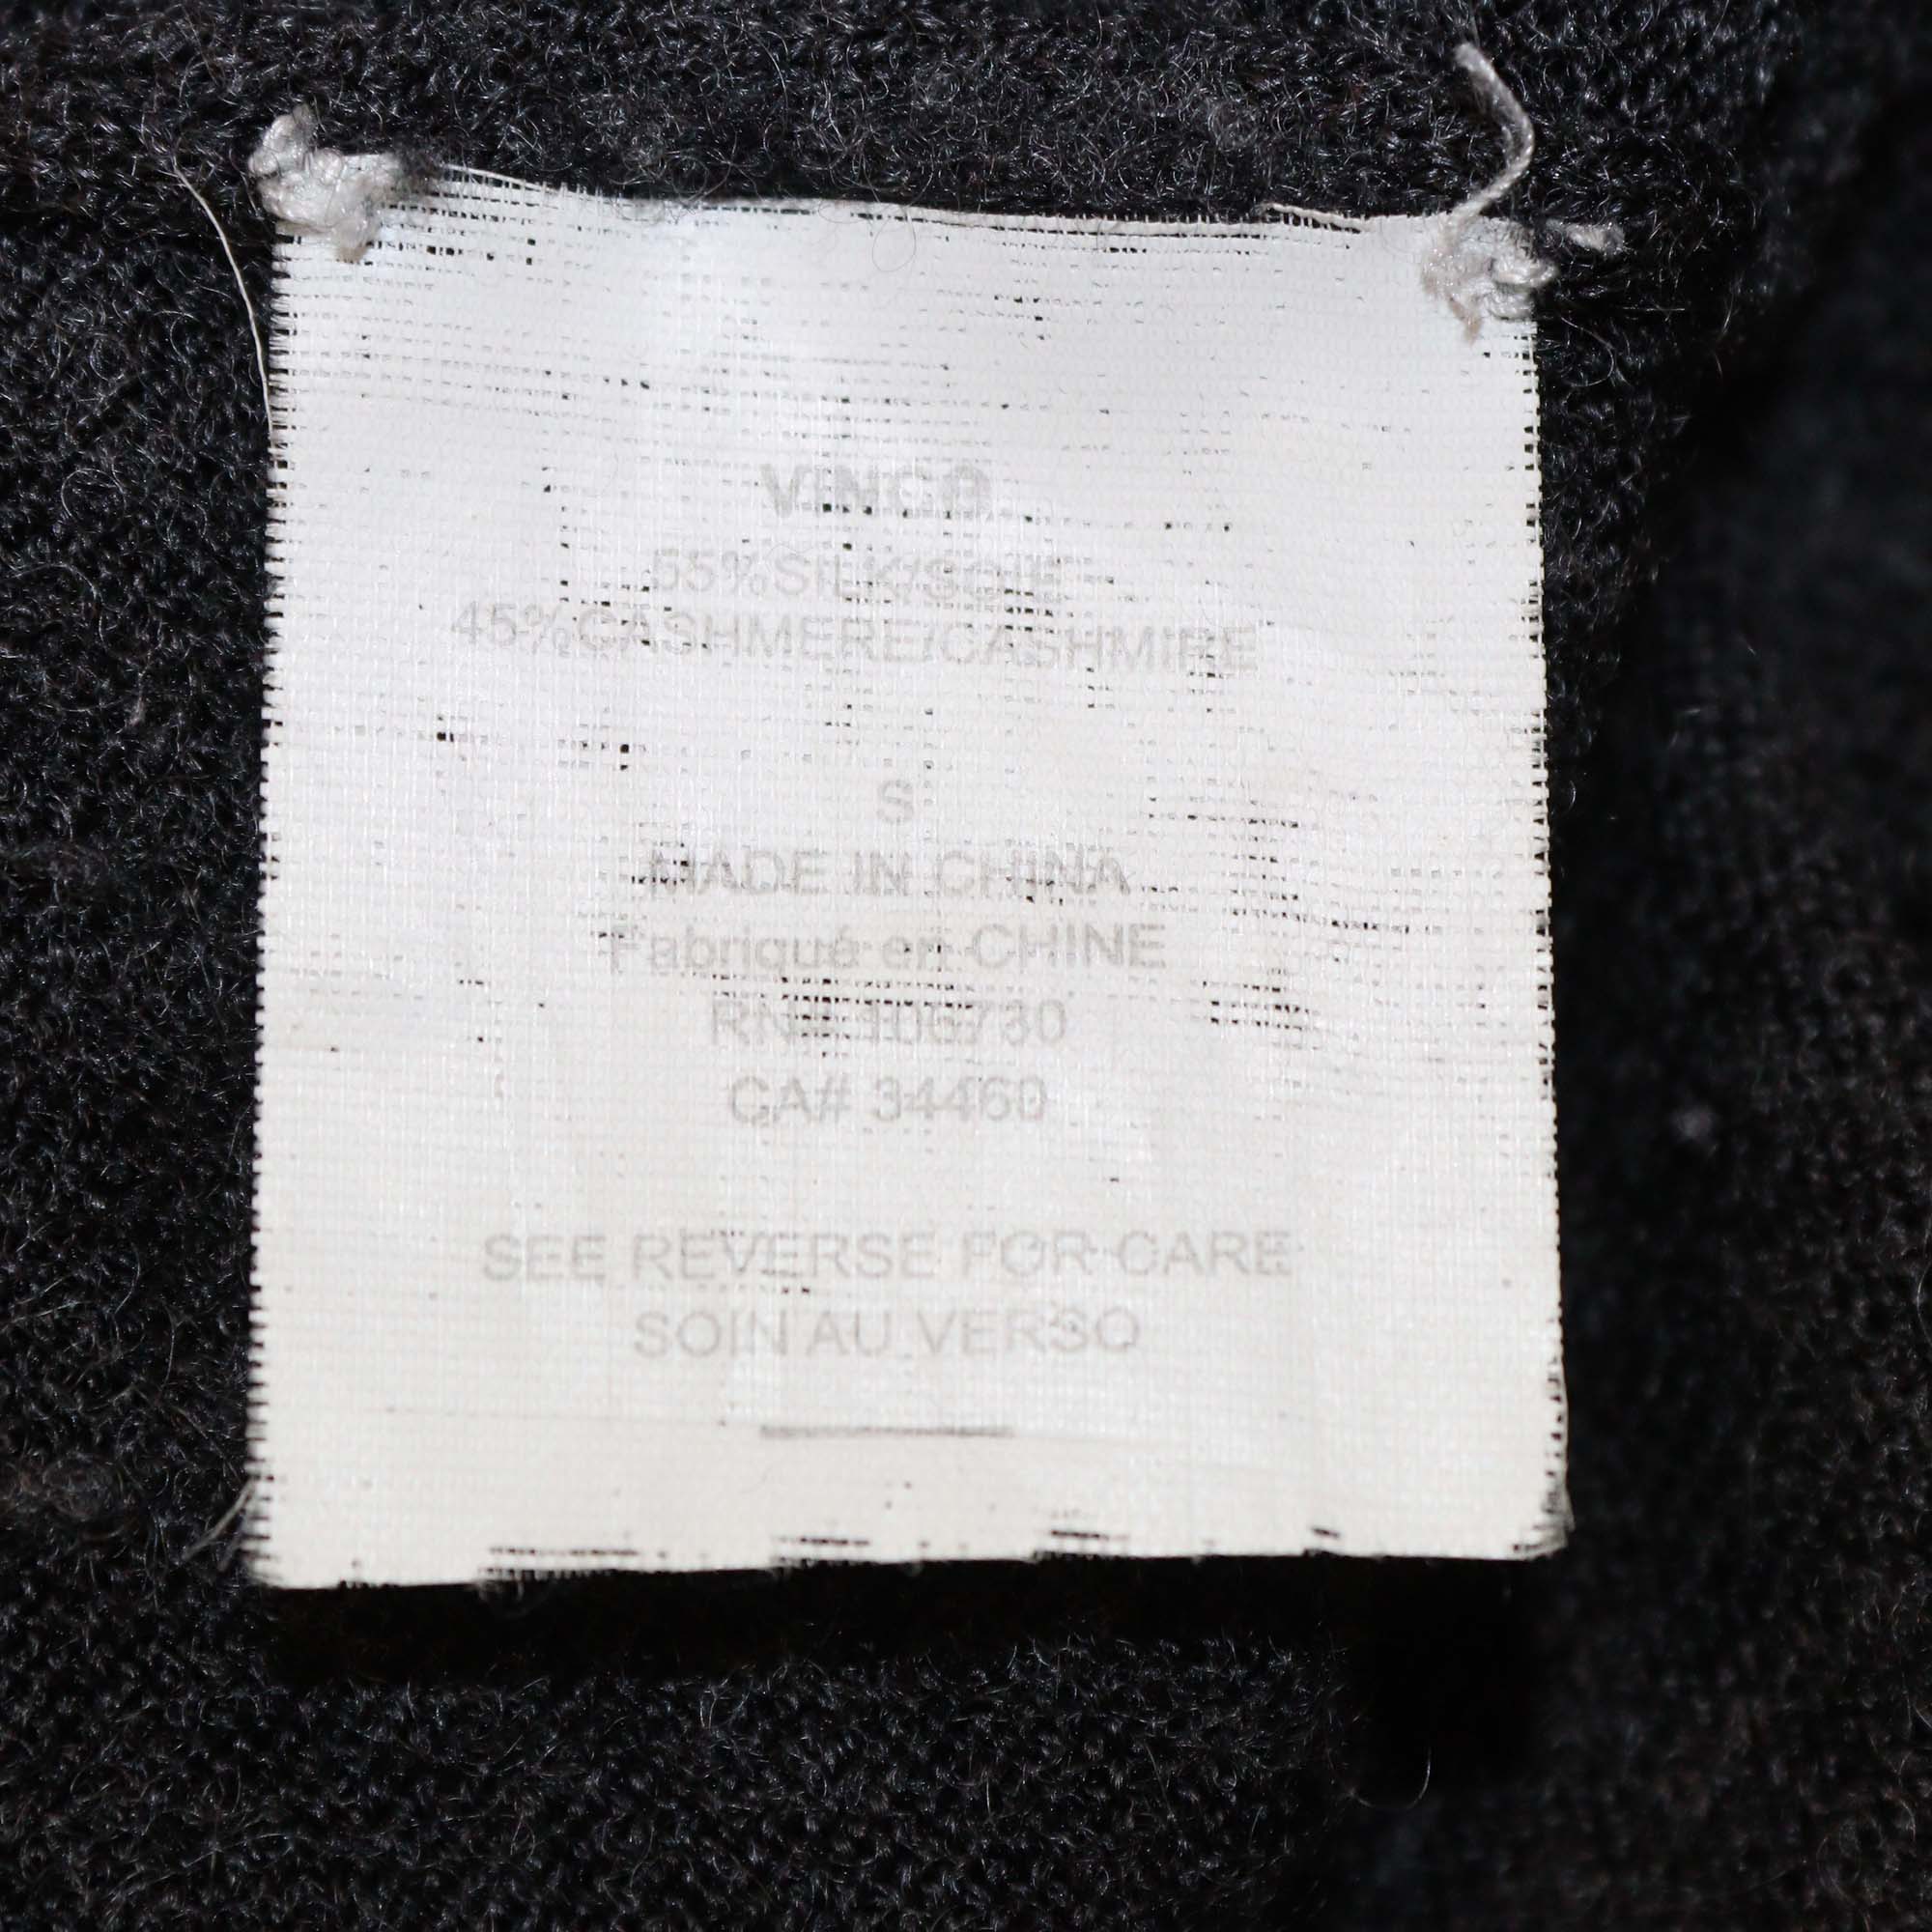 VINCE.
55%SILK/SOIE
45%CASHMERE/CASHMIRE
S
MADE IN CHINA
Fabriqué en CHINE
RN# 106730
CA# 34460
SEE REVERSE FOR CARE
SOIN AU VERSO